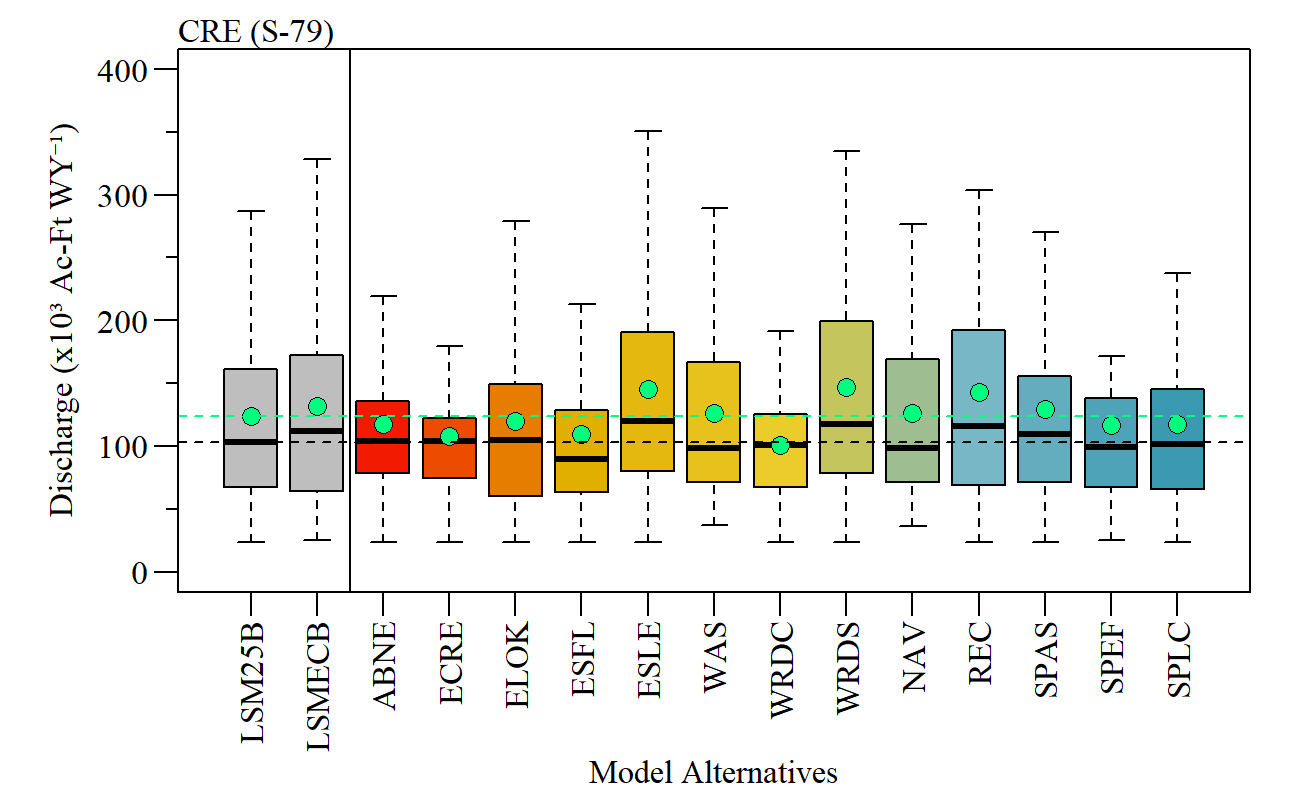 CRE (S-79)
400
300
200
100
0
Discharge (x10³ Ac-Ft WY⁻¹)
LSM25B
LSMECB
ABNE
ECRE
ELOK
ESFL
ESLE
WAS
WRDC
WRDS
NAV
REC
SPAS
SPEF
SPLC
Model Alternatives